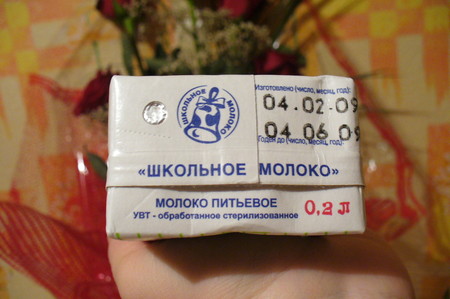 ШКОЛЬНОЕ МОЛОКО
Изготовлено (число, месяц, год):
04.02 09
04 06 09
Годен до (число, месяц, год):
«ШКОЛЬНОЕ МОЛОКО»
МОЛОКО ПИТЬЕВОЕ
УВТ - обработанное стерилизованное
0,2 л